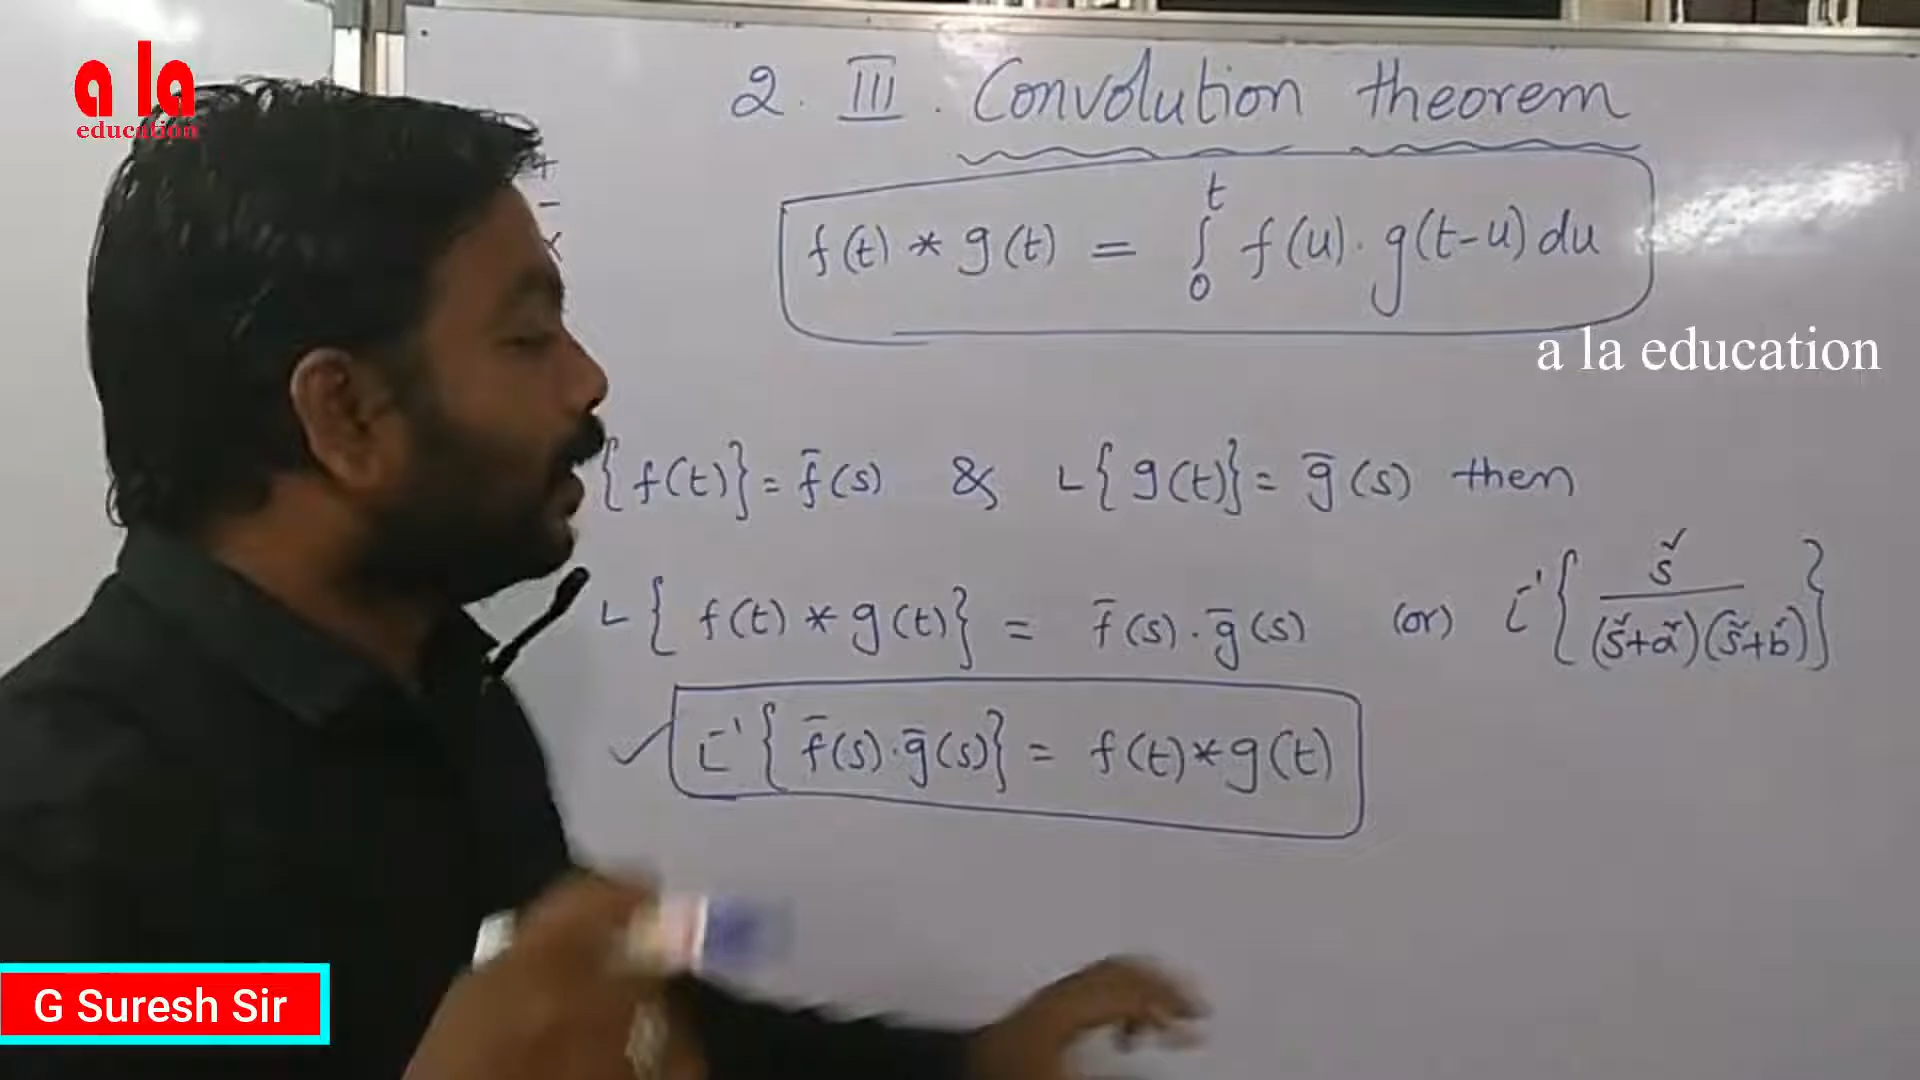 a la
education
2. III. Convolution theorem
+
-
x
f(t) * g(t) = ∫₀ᵗ f(u). g(t-u) du
a la education
{f(t)} = f̄(s) & L{g(t)} = ḡ(s) then
L{ f(t) * g(t)} = f̄(s).ḡ(s) (or) L⁻¹{ s² / (s²+a²)(s²+b²) }
✓ L⁻¹{ f̄(s).ḡ(s)} = f(t)*g(t)
G Suresh Sir